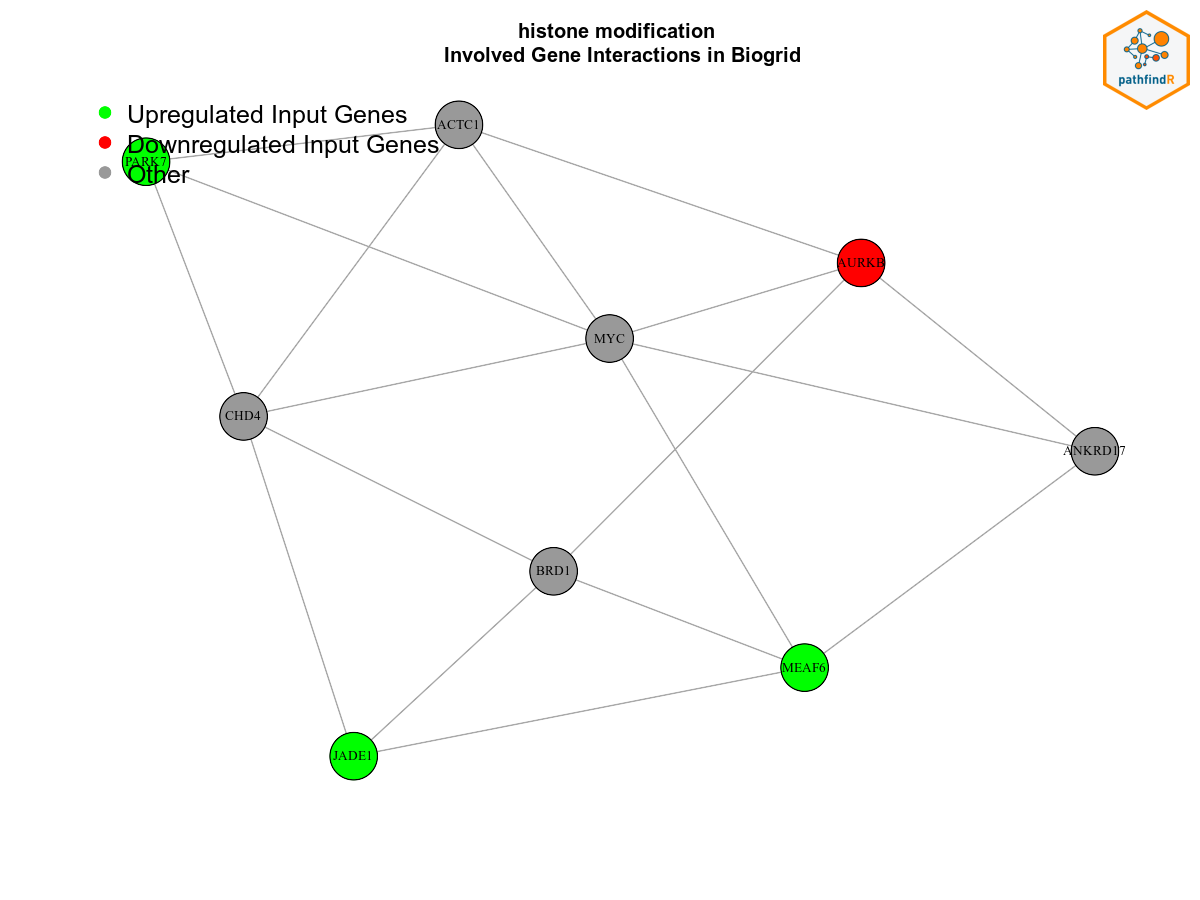 histone modification
Involved Gene Interactions in Biogrid
pathfindR
Upregulated Input Genes
Downregulated Input Genes
Other
ACTC1
PARK7
AURKB
MYC
CHD4
ANKRD17
BRD1
MEAF6
JADE1